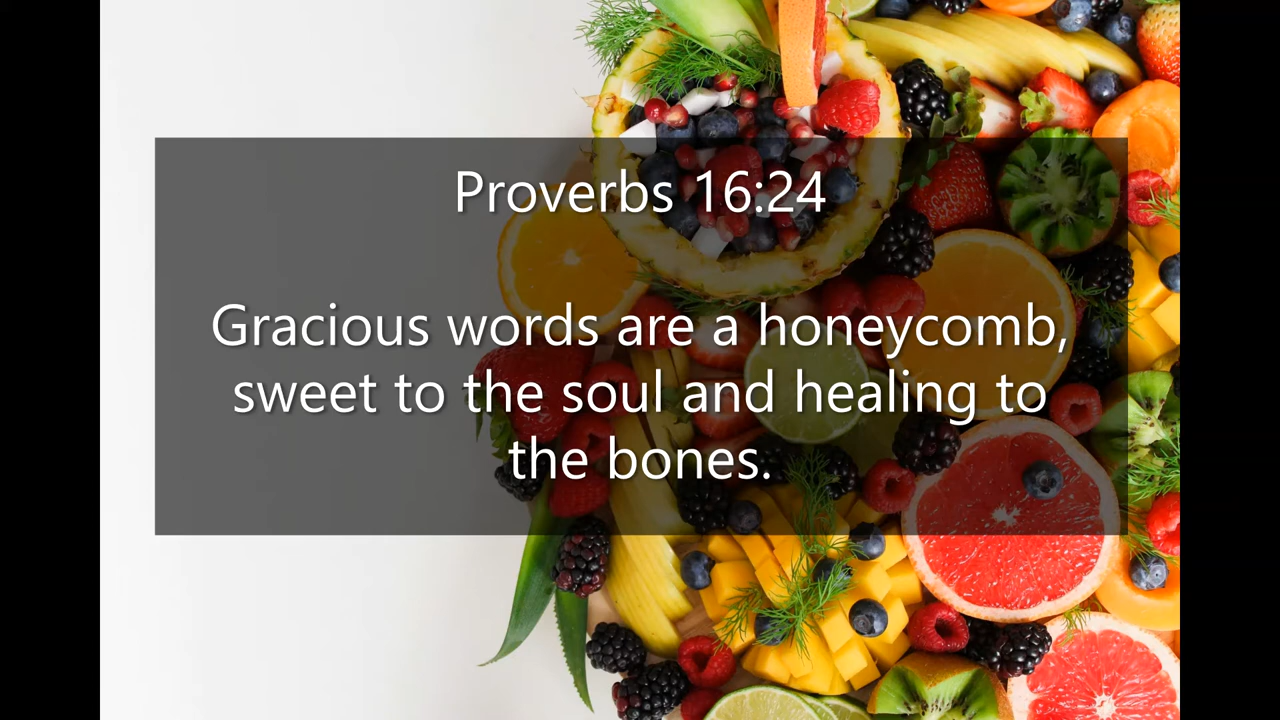 Proverbs 16:24
Gracious words are a honeycomb,
sweet to the soul and healing to
the bones.